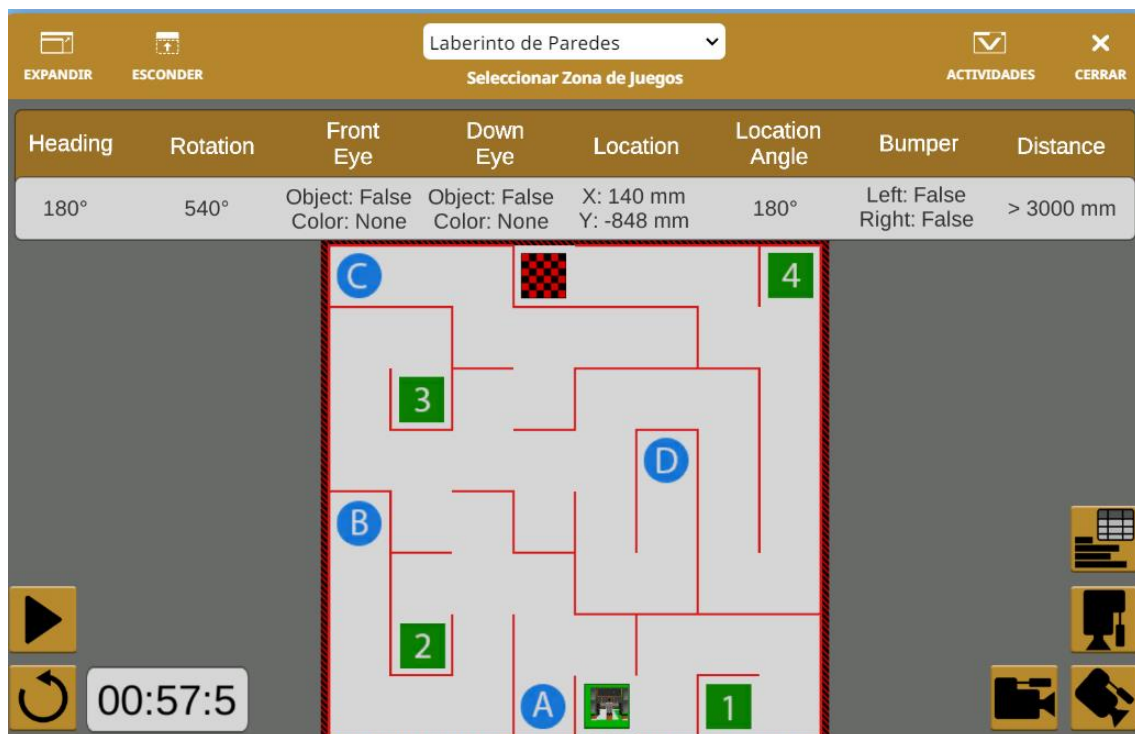 EXPANDIR
ESCONDER
Laberinto de Paredes
Seleccionar Zona de Juegos
ACTIVIDADES
CERRAR
Heading
Rotation
Front
Eye
Down
Eye
Location
Location
Angle
Bumper
Distance
180°
540°
Object: False
Color: None
Object: False
Color: None
X: 140 mm
Y: -848 mm
180°
Left: False
Right: False
> 3000 mm
C
4
3
D
B
2
A
1
00:57:5